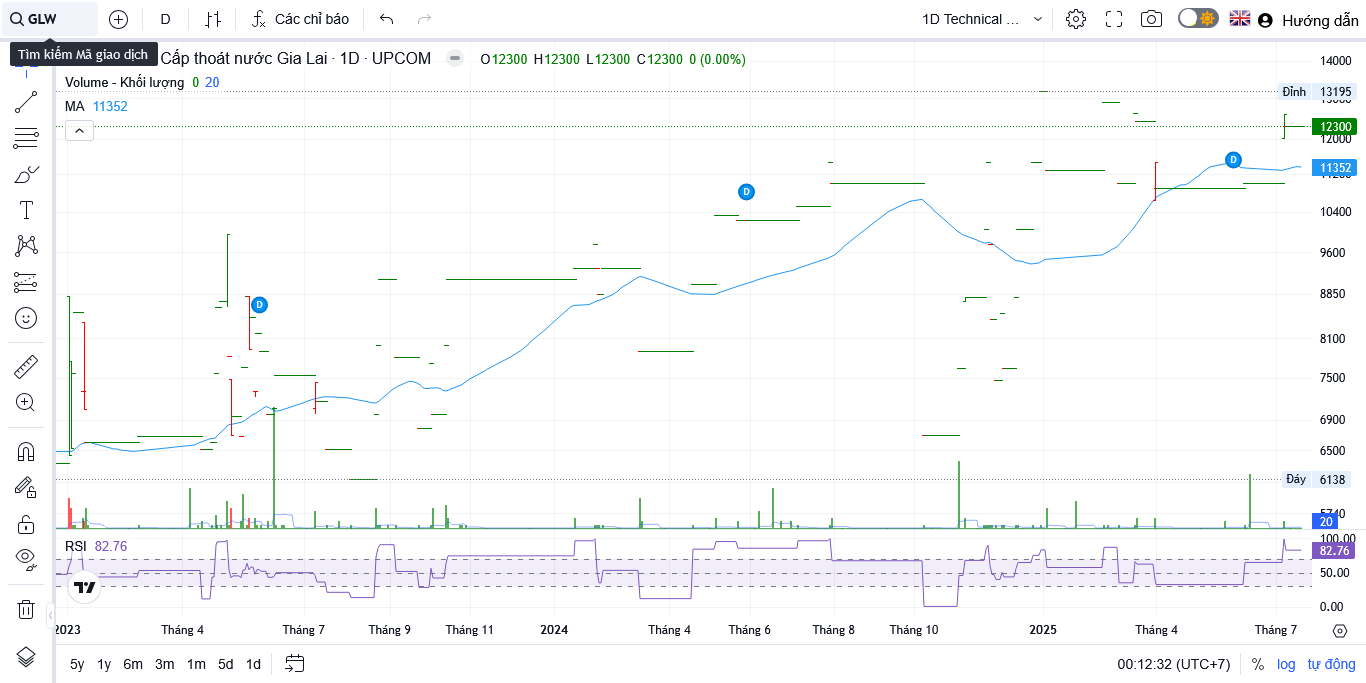 GLW D Các chỉ báo 1D Technical ... Hướng dẫn
Tìm kiếm Mã giao dịch
Cấp thoát nước Gia Lai · 1D · UPCOM O12300 H12300 L12300 C12300 0 (0.00%)
Volume - Khối lượng 0 20
MA 11352
14000
Đỉnh 13195
13000
12300
12000
11352
11200
10400
9600
8850
8100
7500
6900
6500
Đáy 6138
5740
20
D
D
D
RSI 82.76
100.00
82.76
50.00
0.00
2023 Tháng 4 Tháng 7 Tháng 9 Tháng 11 2024 Tháng 4 Tháng 6 Tháng 8 Tháng 10 2025 Tháng 4 Tháng 7
5y 1y 6m 3m 1m 5d 1d 00:12:32 (UTC+7) % log tự động